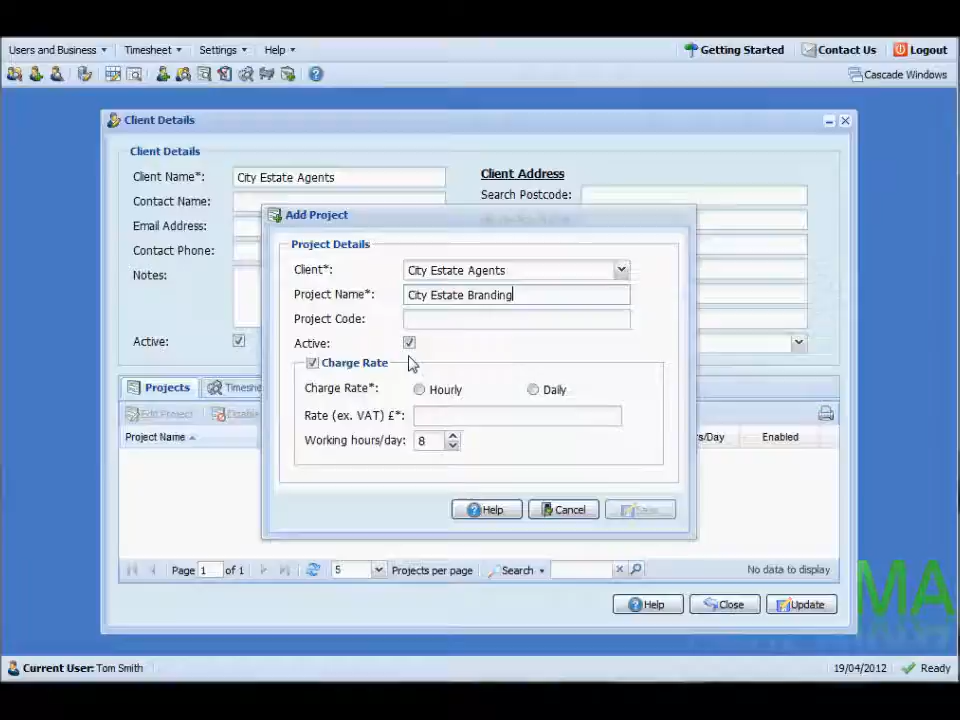 Users and Business Timesheet Settings Help Getting Started Contact Us Logout
Cascade Windows
Client Details
Client Details
Client Name*: City Estate Agents Client Address
Contact Name: Search Postcode:
Email Address:
Contact Phone:
Notes:
Active:
Add Project
Project Details
Client*: City Estate Agents
Project Name*: City Estate Branding
Project Code:
Active:
Charge Rate
Charge Rate*: Hourly Daily
Rate (ex. VAT) £*:
Working hours/day: 8
Help Cancel
Projects
Edit Project
Project Name Enabled
Page 1 of 1 5 Projects per page Search No data to display
Help Close Update
MA
Current User: Tom Smith 19/04/2012 Ready